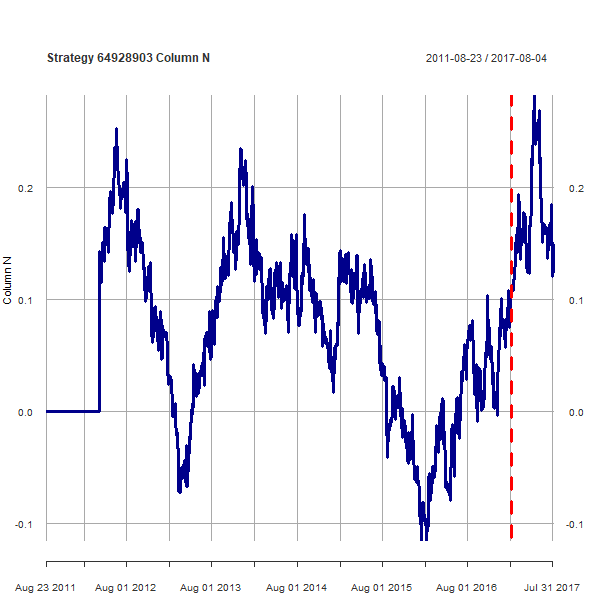 Strategy 64928903 Column N 2011-08-23 / 2017-08-04
0.2 0.2
0.1 0.1
Column N
0.0 0.0
-0.1 -0.1
Aug 23 2011 Aug 01 2012 Aug 01 2013 Aug 01 2014 Aug 01 2015 Aug 01 2016 Jul 31 2017